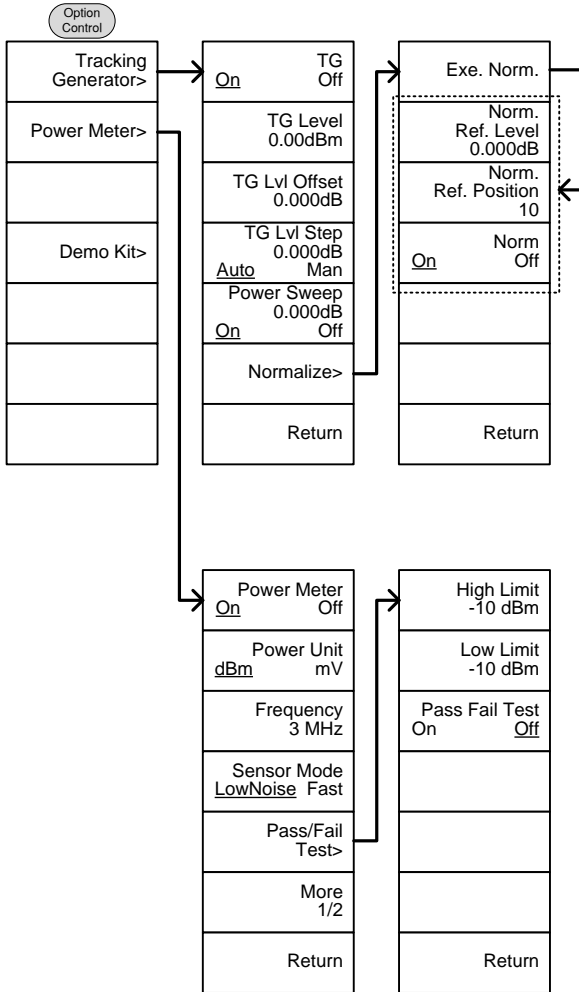 Option
Control
Tracking
Generator>
Power Meter>
Demo Kit>
TG
On Off
TG Level
0.00dBm
TG Lvl Offset
0.000dB
TG Lvl Step
0.000dB
Auto Man
Power Sweep
0.000dB
On Off
Normalize>
Return
Exe. Norm.
Norm.
Ref. Level
0.000dB
Norm.
Ref. Position
10
Norm
On Off
Return
Power Meter
On Off
Power Unit
dBm mV
Frequency
3 MHz
Sensor Mode
LowNoise Fast
Pass/Fail
Test>
More
1/2
Return
High Limit
-10 dBm
Low Limit
-10 dBm
Pass Fail Test
On Off
Return